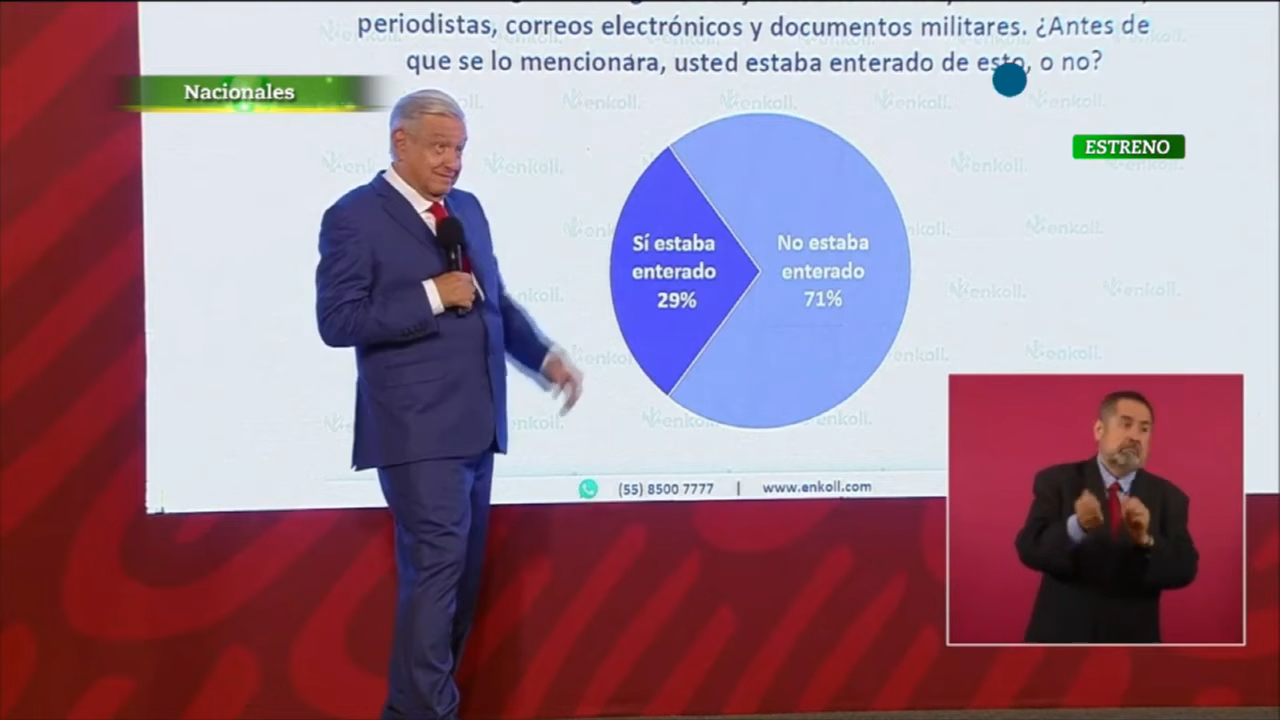 periodistas, correos electrónicos y documentos militares. ¿Antes de
que se lo mencionara, usted estaba enterado de esto, o no?
Nacionales
ESTRENO
Sí estaba
enterado
29%
No estaba
enterado
71%
enkoll.
(55) 8500 7777 | www.enkoll.com